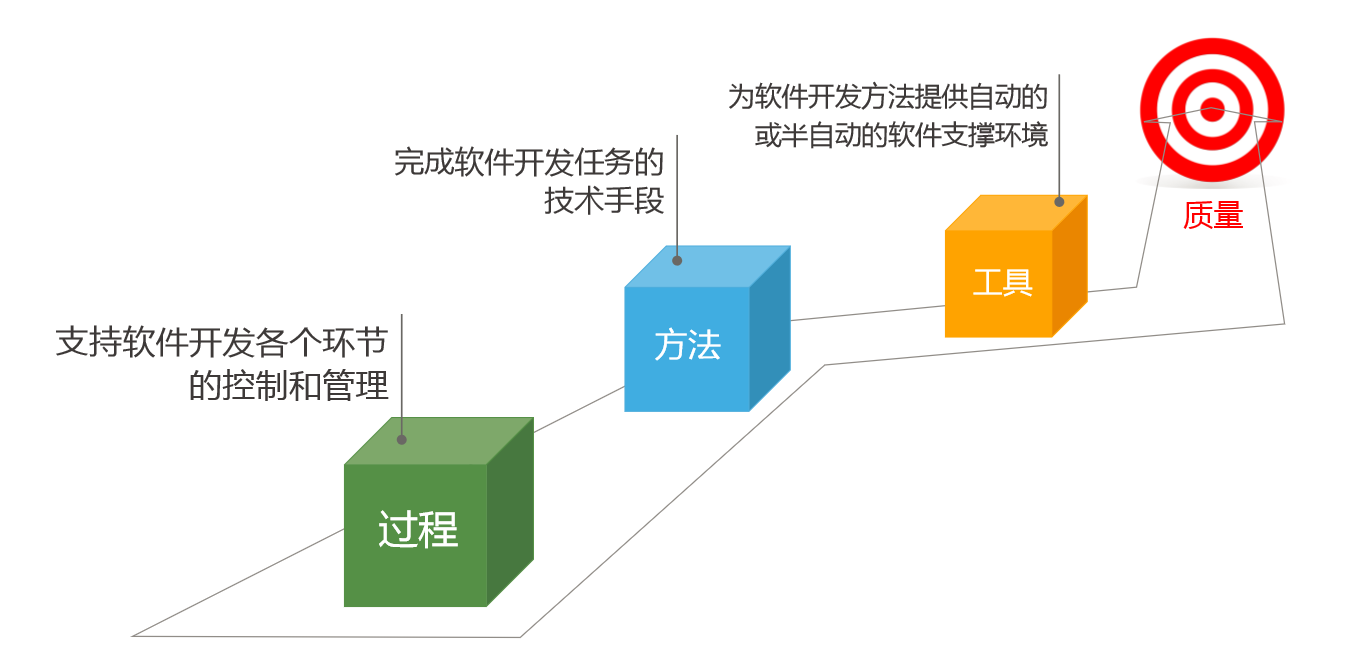 为软件开发方法提供自动的
或半自动的软件支撑环境
质量
工具
完成软件开发任务的
技术手段
方法
支持软件开发各个环节
的控制和管理
过程